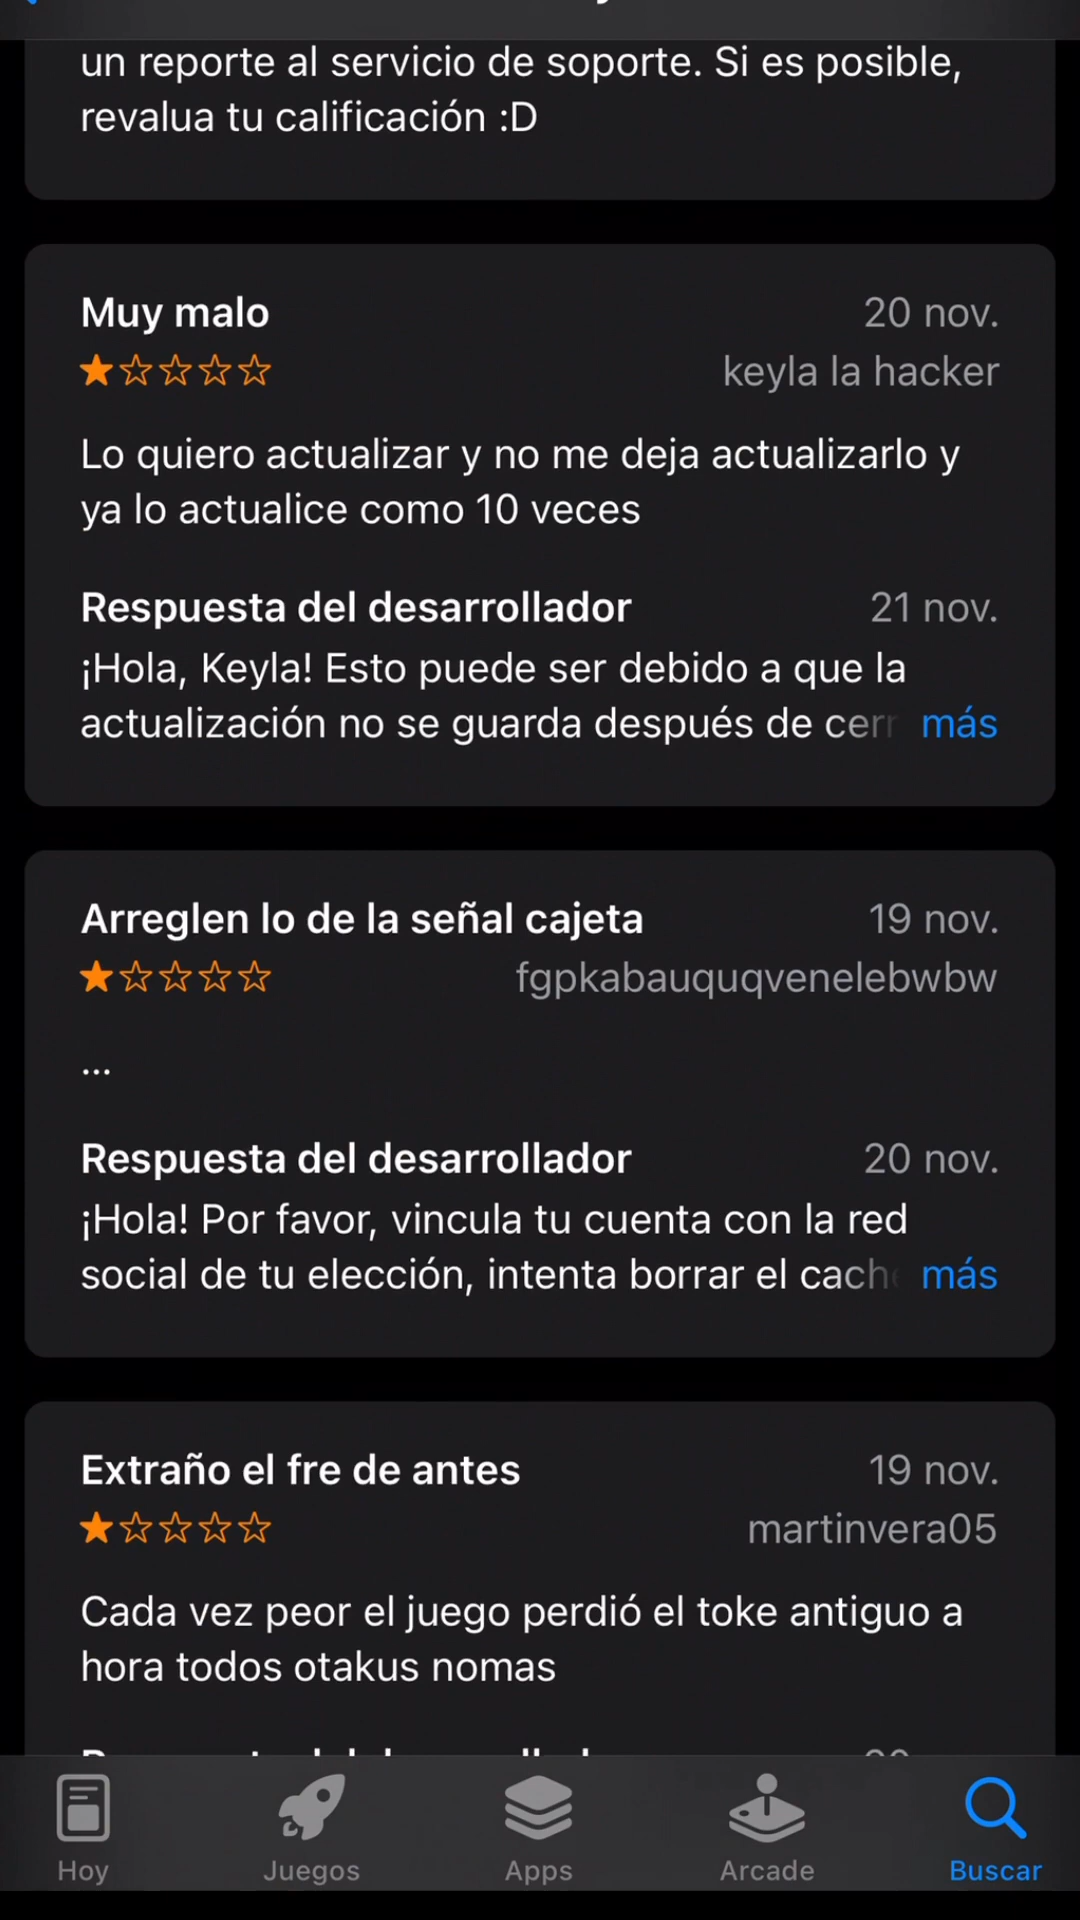 un reporte al servicio de soporte. Si es posible,
revalua tu calificación :D
Muy malo
20 nov.
keyla la hacker
Lo quiero actualizar y no me deja actualizarlo y
ya lo actualice como 10 veces
Respuesta del desarrollador
21 nov.
¡Hola, Keyla! Esto puede ser debido a que la
actualización no se guarda después de cerr más
Arreglen lo de la señal cajeta
19 nov.
fgpkabauquqvenelebwbw
...
Respuesta del desarrollador
20 nov.
¡Hola! Por favor, vincula tu cuenta con la red
social de tu elección, intenta borrar el cach más
Extraño el fre de antes
19 nov.
martinvera05
Cada vez peor el juego perdió el toke antiguo a
hora todos otakus nomas
Hoy
Juegos
Apps
Arcade
Buscar